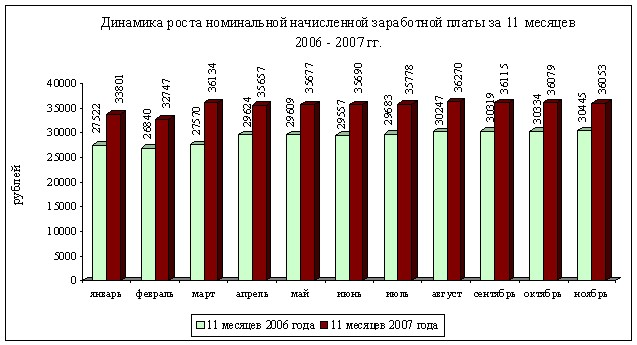 Динамика роста номинальной начисленной заработной платы за 11 месяцев
2006 - 2007 гг.
рублей
40000
35000
30000
25000
20000
15000
10000
5000
0
27522 33801 26840 32747 27570 36134 29624 35657 29609 35677 29557 35690 29683 35778 30247 36270 30319 36115 30334 36079 30445 36053
январь февраль март апрель май июнь июль август сентябрь октябрь ноябрь
11 месяцев 2006 года 11 месяцев 2007 года